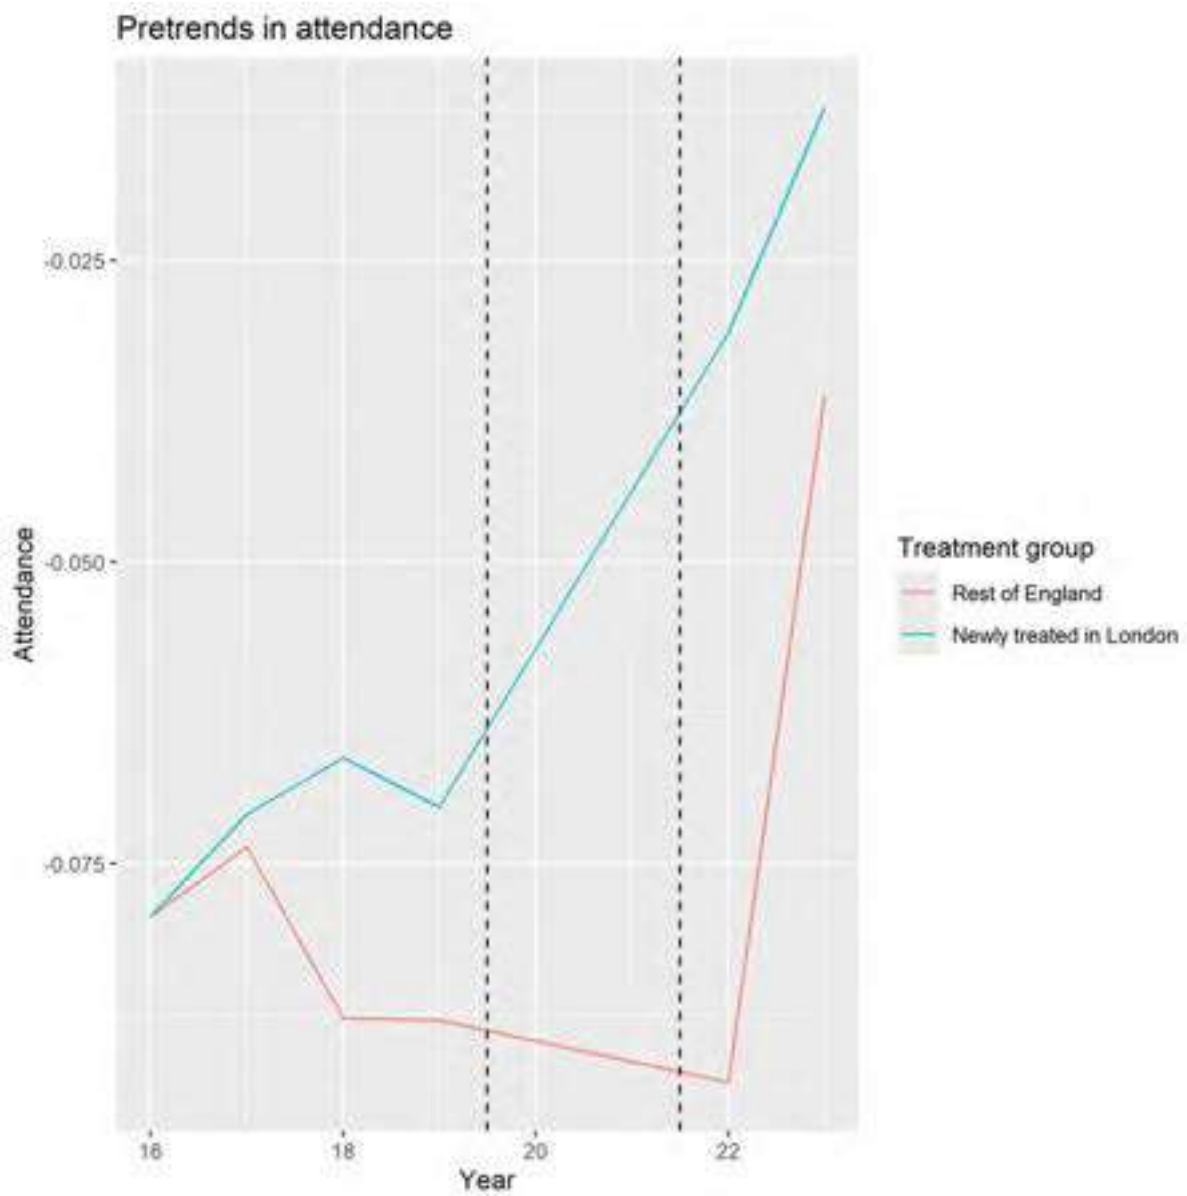 Pretrends in attendance
-0.025
-0.050
-0.075
Attendance
16
18
20
22
Year
Treatment group
Rest of England
Newly treated in London